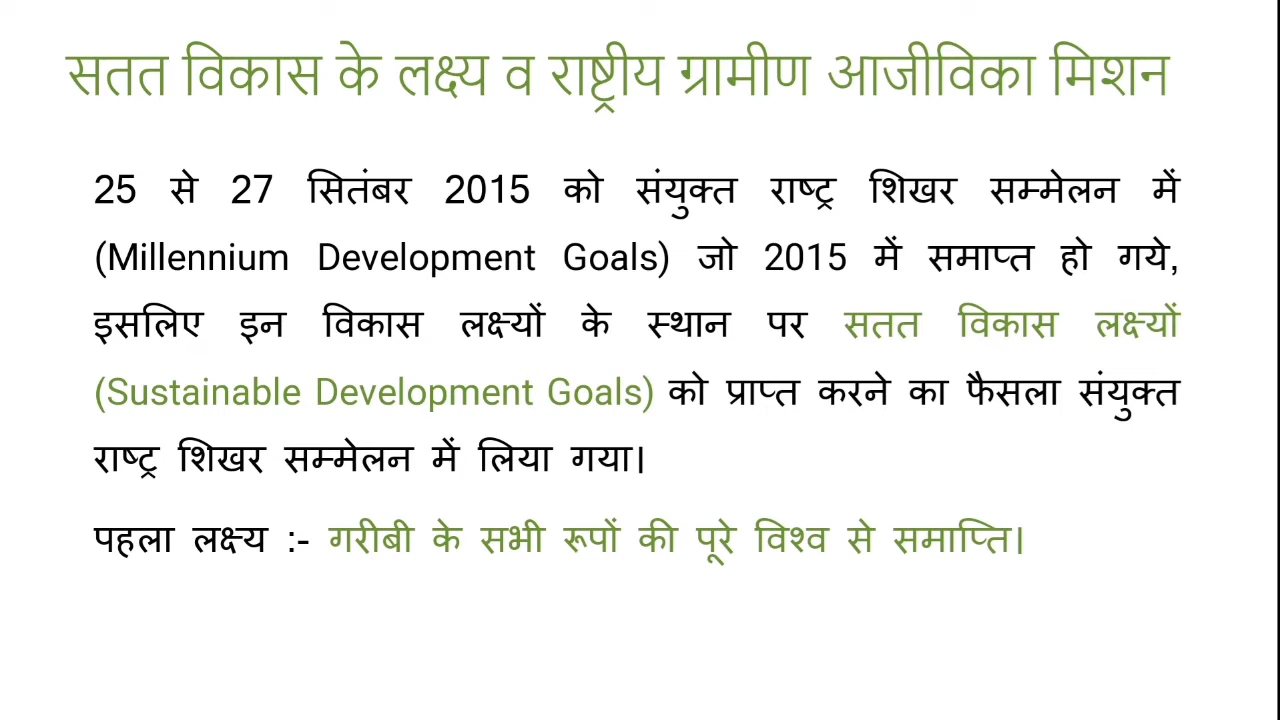 सतत विकास के लक्ष्य व राष्ट्रीय ग्रामीण आजीविका मिशन
25 से 27 सितंबर 2015 को संयुक्त राष्ट्र शिखर सम्मेलन में
(Millennium Development Goals) जो 2015 में समाप्त हो गये,
इसलिए इन विकास लक्ष्यों के स्थान पर सतत विकास लक्ष्यों
(Sustainable Development Goals) को प्राप्त करने का फैसला संयुक्त
राष्ट्र शिखर सम्मेलन में लिया गया।
पहला लक्ष्य :- गरीबी के सभी रूपों की पूरे विश्व से समाप्ति।